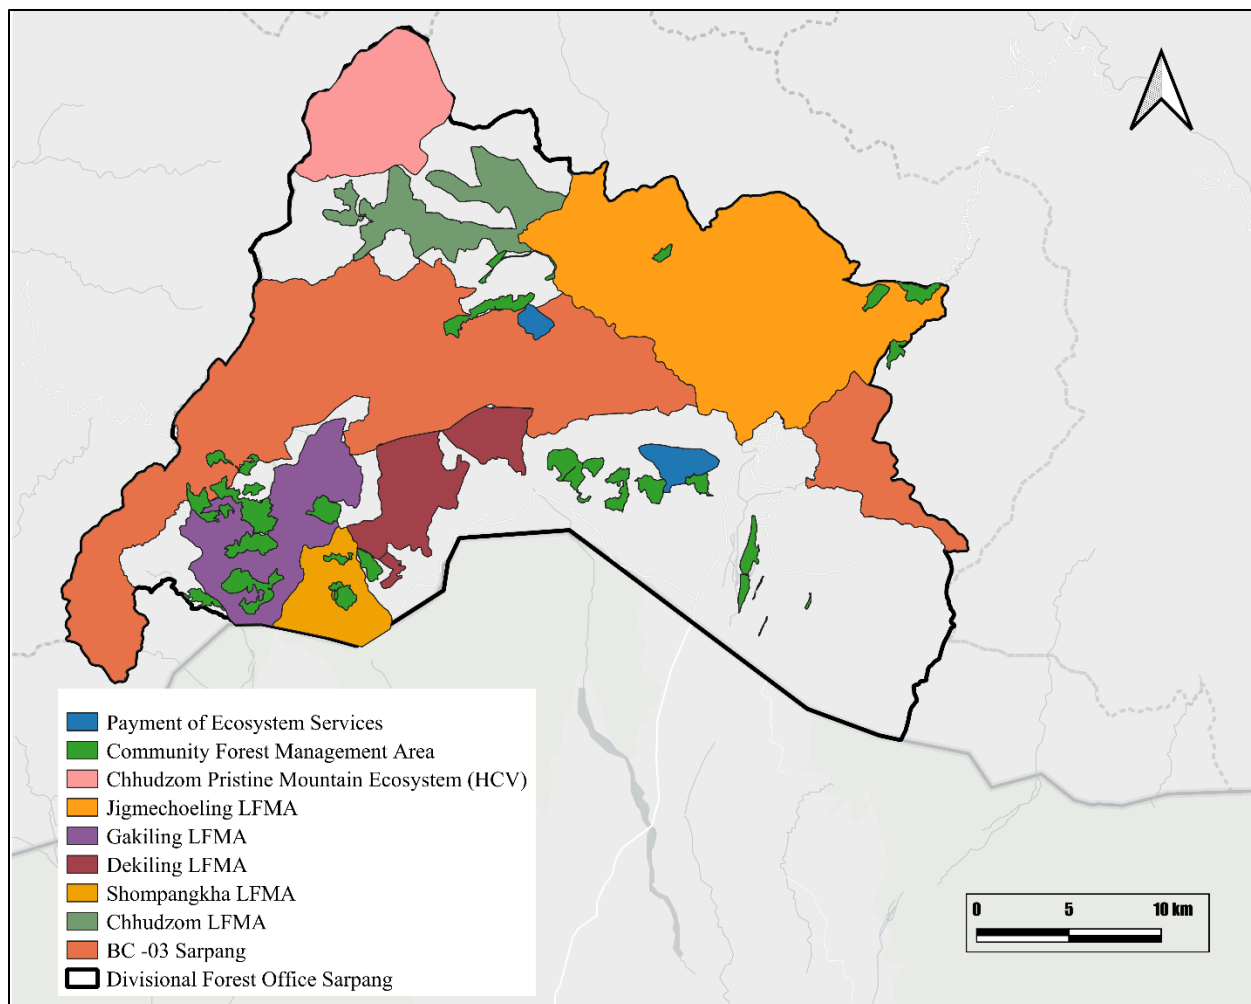 Payment of Ecosystem Services
Community Forest Management Area
Chhudzom Pristine Mountain Ecosystem (HCV)
Jigmechoeling LFMA
Gakiling LFMA
Dekiling LFMA
Shompangkha LFMA
Chhudzom LFMA
BC -03 Sarpang
Divisional Forest Office Sarpang
0 5 10 km